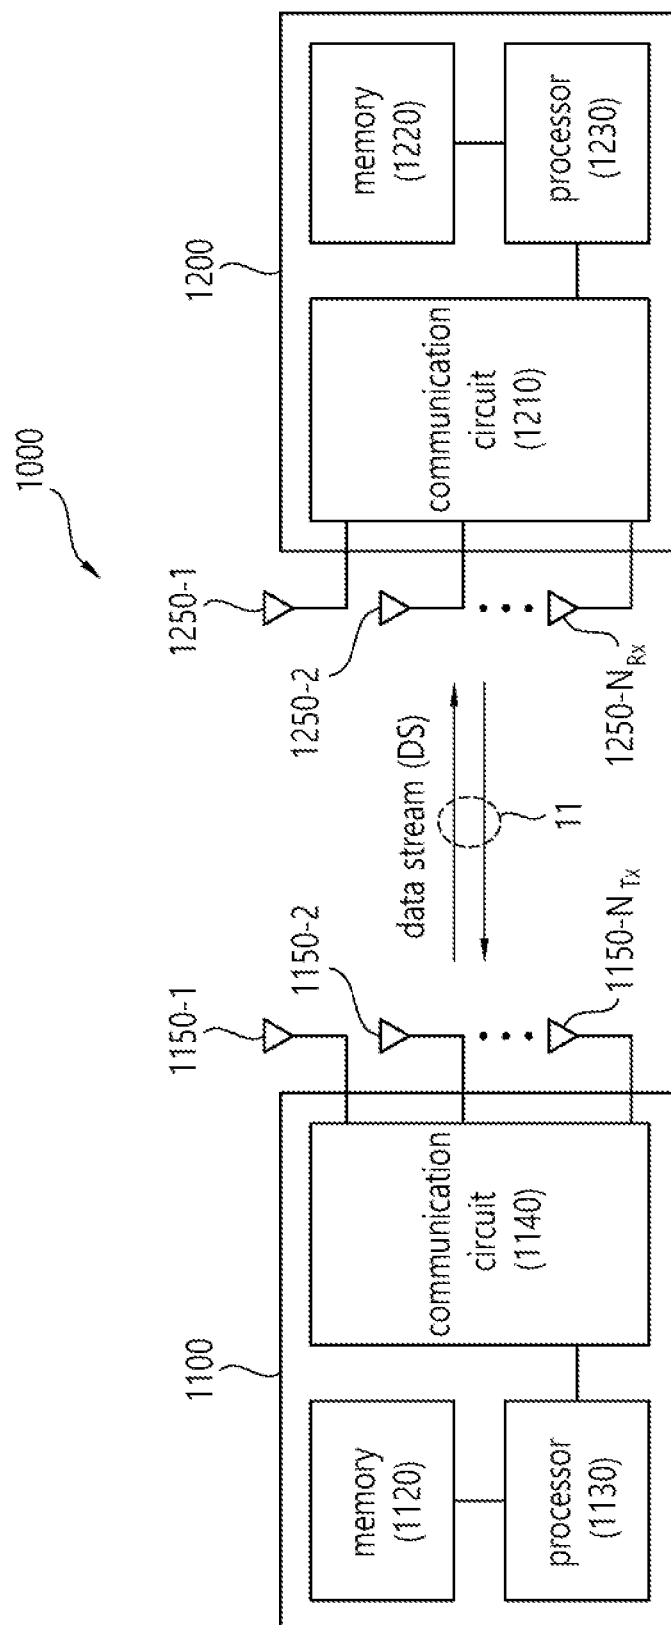 1000
1100
1150-1
1150-2
1250-1
1250-2
1200
memory
(1120)
processor
(1130)
communication
circuit
(1140)
data stream (DS)
11
1150-N_Tx
1250-N_Rx
communication
circuit
(1210)
memory
(1220)
processor
(1230)